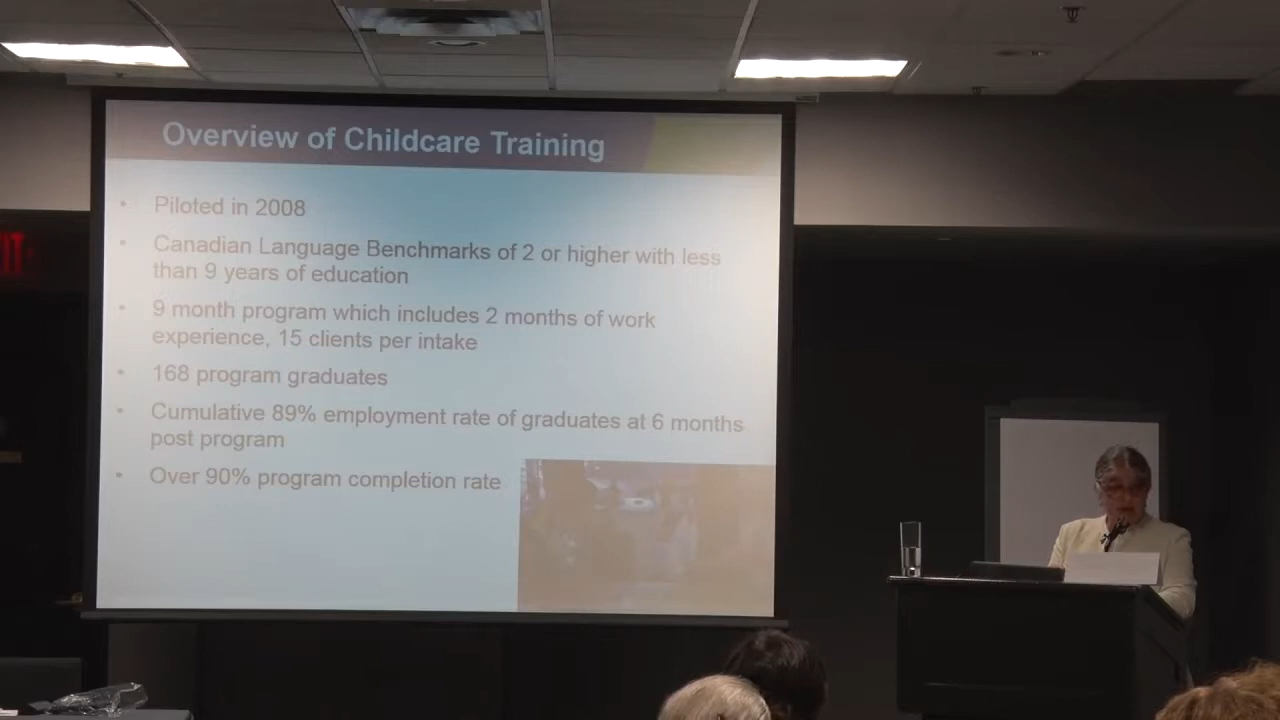 Overview of Childcare Training
• Piloted in 2008
• Canadian Language Benchmarks of 2 or higher with less
than 9 years of education
• 9 month program which includes 2 months of work
experience, 15 clients per intake
• 168 program graduates
• Cumulative 89% employment rate of graduates at 6 months
post program
• Over 90% program completion rate